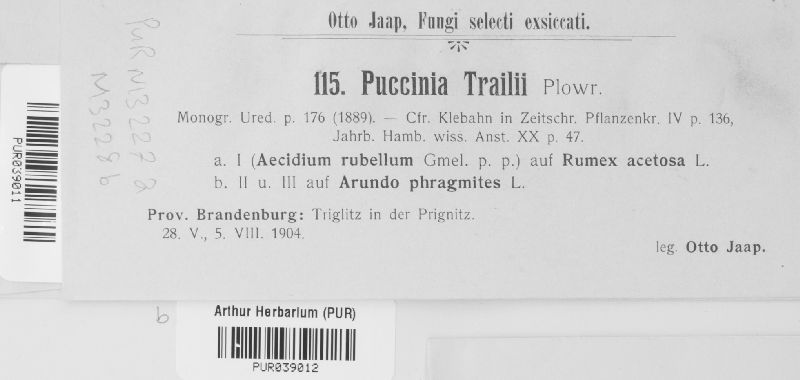 Otto Jaap, Fungi selecti exsiccati.
115. Puccinia Trailii Plowr.
Monogr. Ured. p. 176 (1889). — Cfr. Klebahn in Zeitschr. Pflanzenkr. IV p. 136,
Jahrb. Hamb. wiss. Anst. XX p. 47.
a. I (Aecidium rubellum Gmel. p. p.) auf Rumex acetosa L.
b. II u. III auf Arundo phragmites L.
Prov. Brandenburg: Triglitz in der Prignitz.
28. V., 5. VIII. 1904.
leg. Otto Jaap.
PUR N13227 a
N13228 b
PUR039011
Arthur Herbarium (PUR)
PUR039012